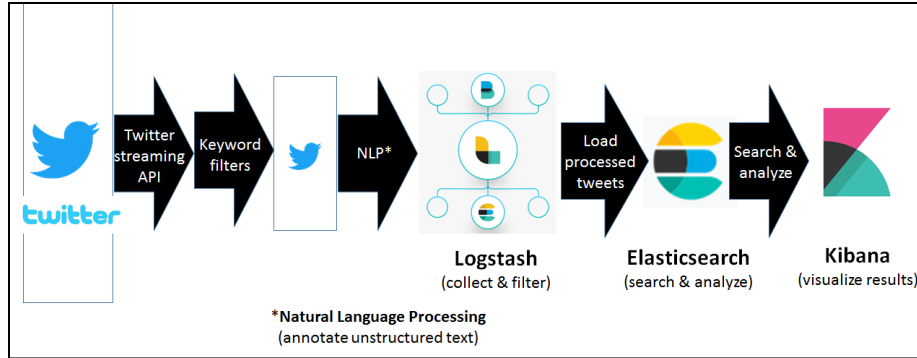 twitter
Twitter
streaming
API
Keyword
filters
NLP*
Load
processed
tweets
Search &
analyze
Logstash
(collect & filter)
Elasticsearch
(search & analyze)
Kibana
(visualize results)
*Natural Language Processing
(annotate unstructured text)